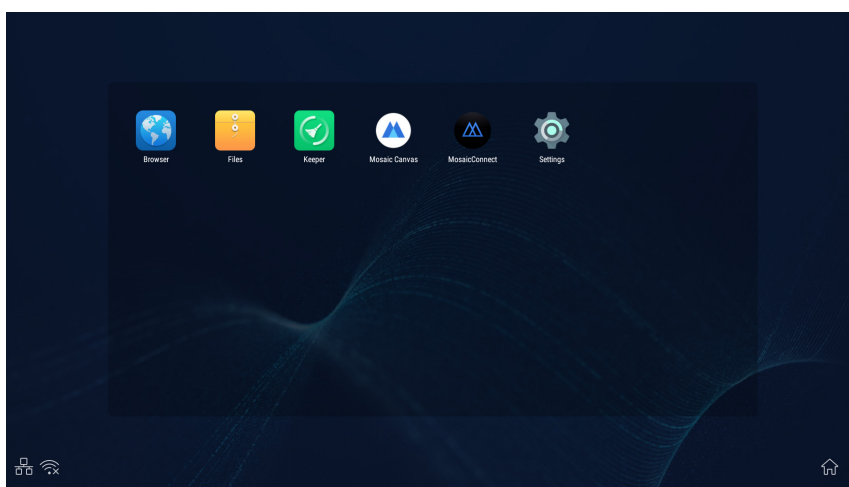 Browser
Files
Keeper
Mosaic Canvas
MosaicConnect
Settings